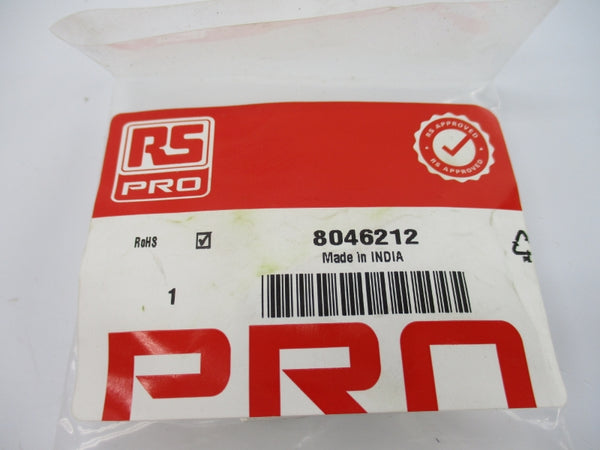 RS
PRO
RS APPROVED
RS APPROVED
RoHS
8046212
Made in INDIA
1
PRO